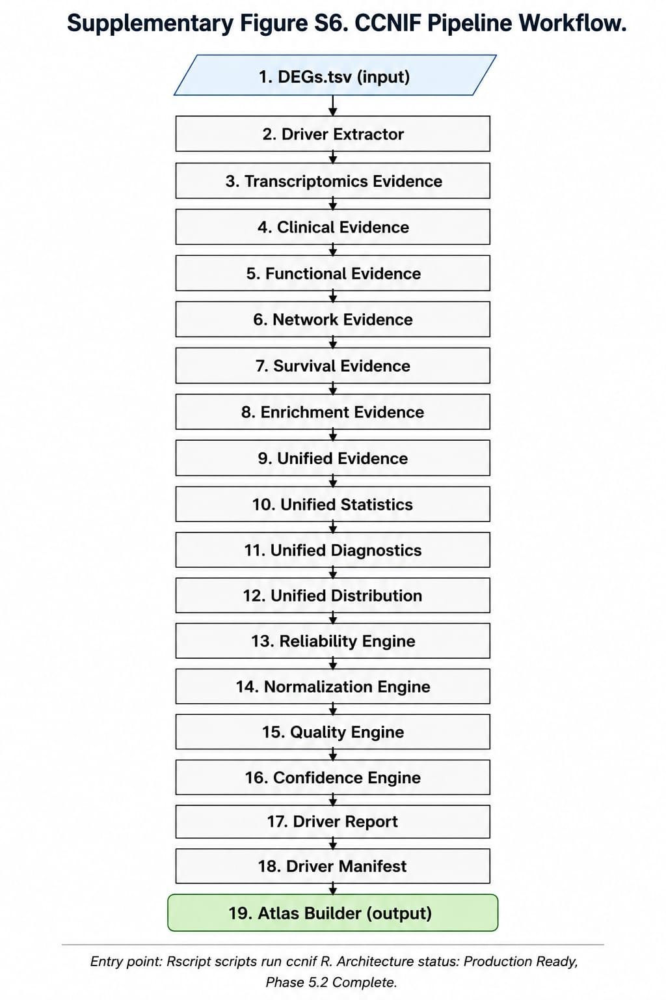 Supplementary Figure S6. CCNIF Pipeline Workflow.
1. DEGs.tsv (input)
2. Driver Extractor
3. Transcriptomics Evidence
4. Clinical Evidence
5. Functional Evidence
6. Network Evidence
7. Survival Evidence
8. Enrichment Evidence
9. Unified Evidence
10. Unified Statistics
11. Unified Diagnostics
12. Unified Distribution
13. Reliability Engine
14. Normalization Engine
15. Quality Engine
16. Confidence Engine
17. Driver Report
18. Driver Manifest
19. Atlas Builder (output)
Entry point: Rscript scripts run ccnif R. Architecture status: Production Ready,
Phase 5.2 Complete.